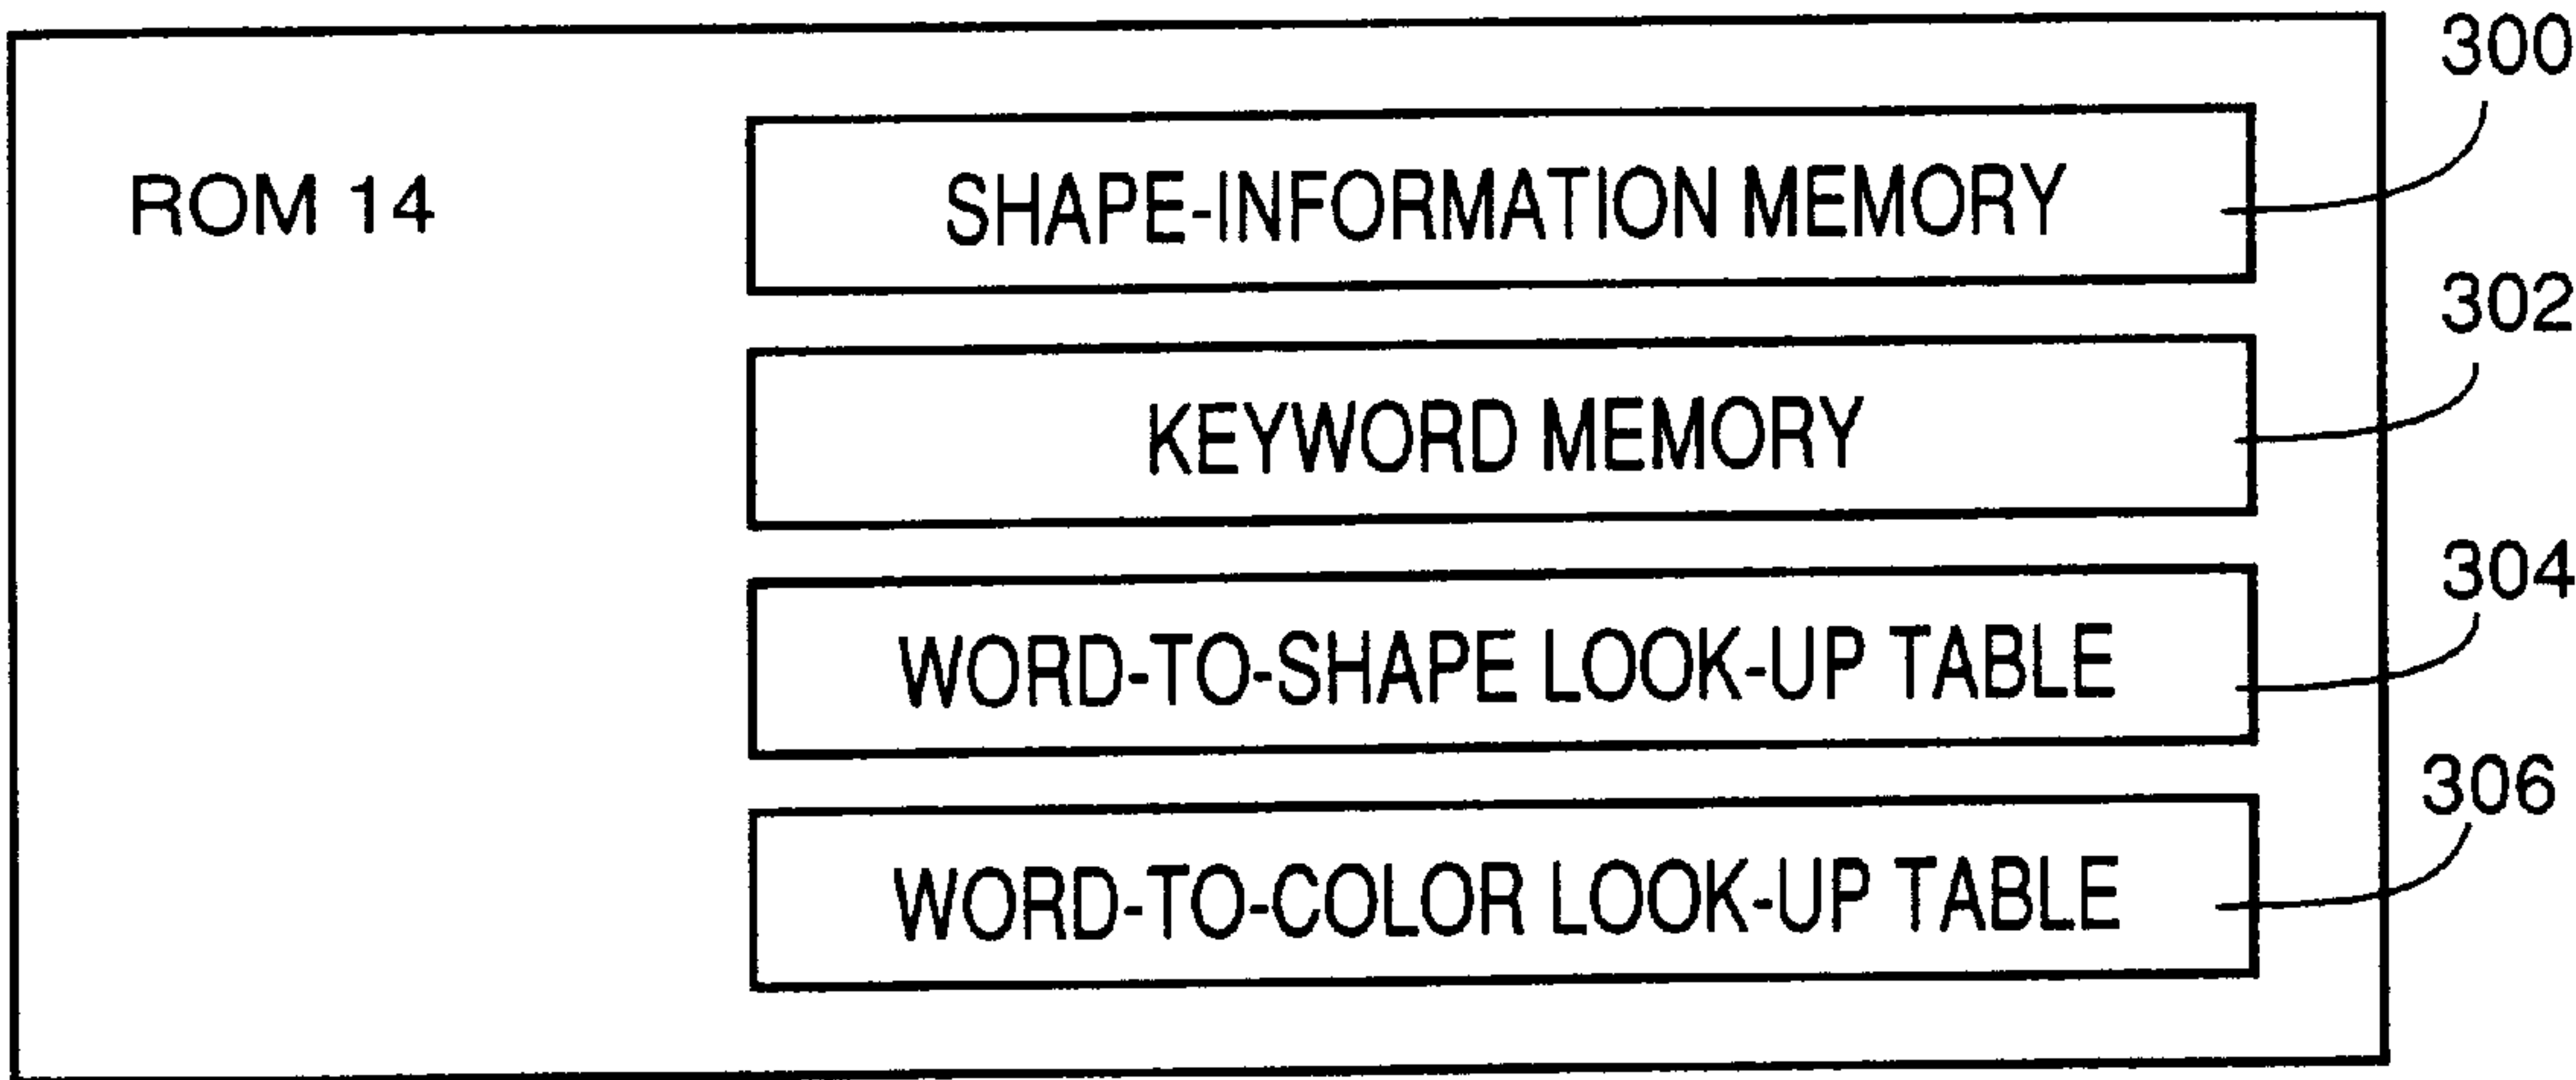 300
ROM 14
SHAPE-INFORMATION MEMORY
302
KEYWORD MEMORY
304
WORD-TO-SHAPE LOOK-UP TABLE
306
WORD-TO-COLOR LOOK-UP TABLE